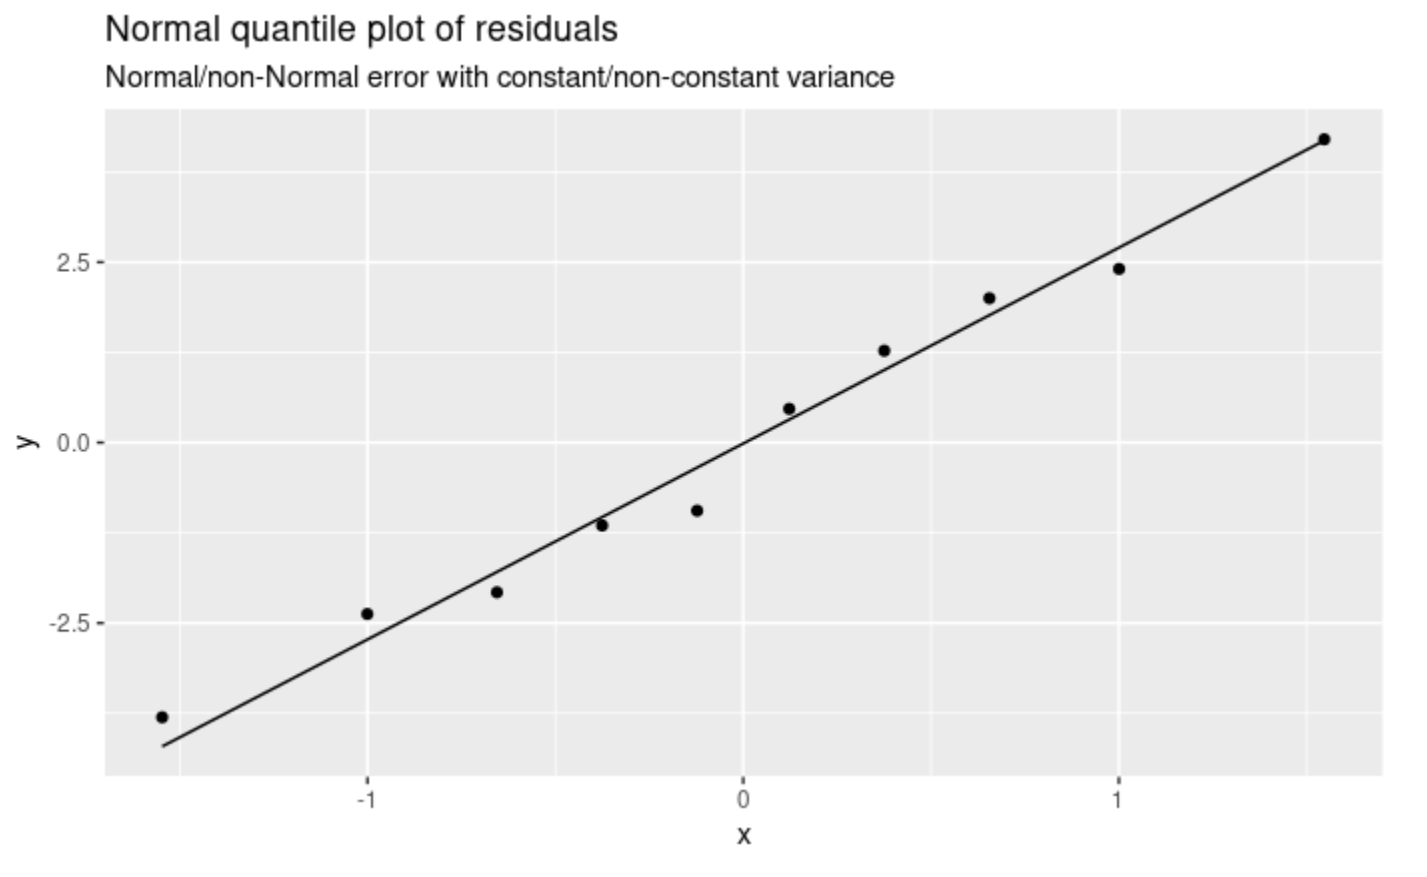 Normal quantile plot of residuals
Normal/non-Normal error with constant/non-constant variance
2.5
0.0
-2.5
y
-1
0
1
x